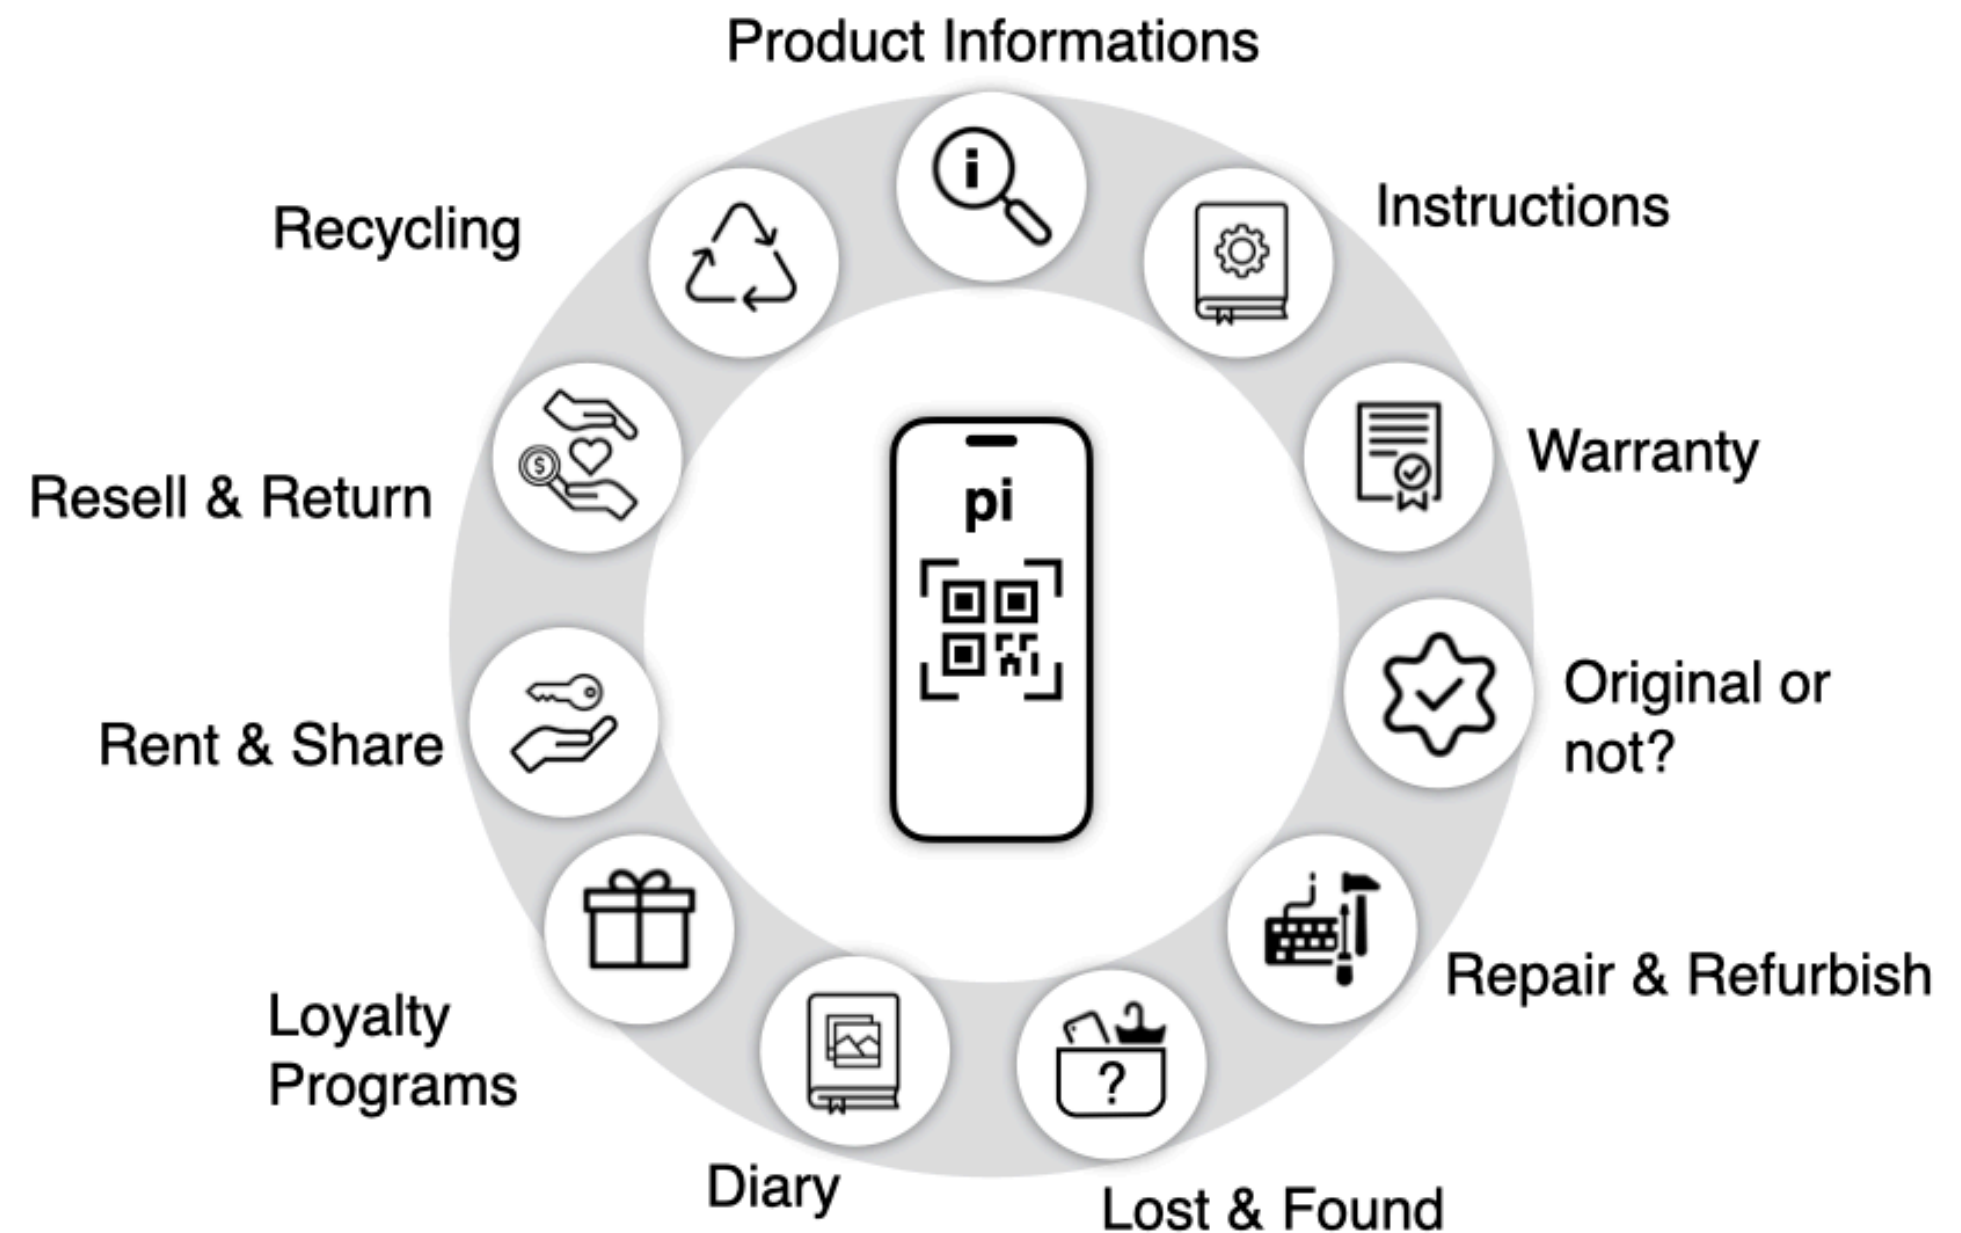 Product Informations
i
Instructions
Warranty
Original or
not?
Repair & Refurbish
Lost & Found
?
Diary
Loyalty
Programs
Rent & Share
Resell & Return
$
Recycling
pi